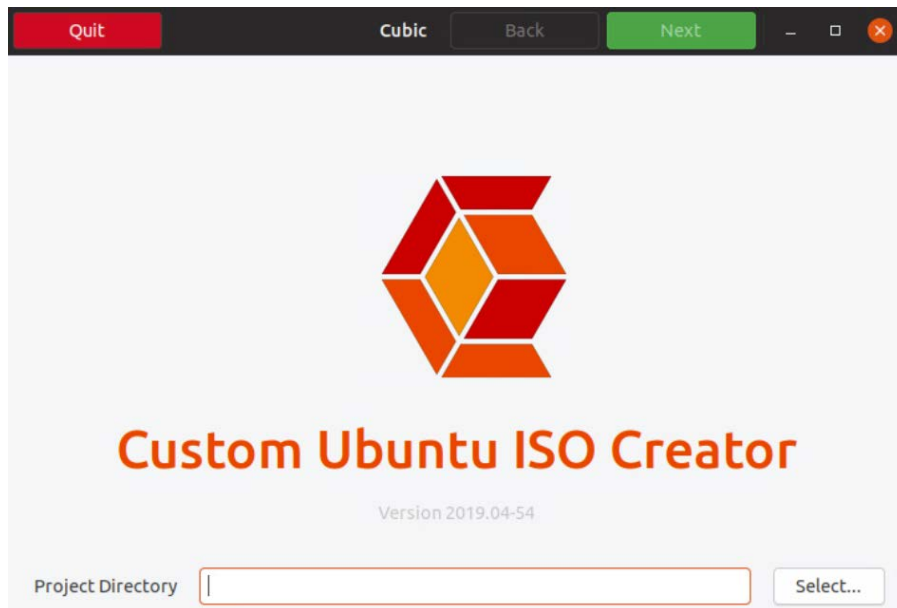 Quit Cubic Back Next
Custom Ubuntu ISO Creator
Version 2019.04-54
Project Directory Select...